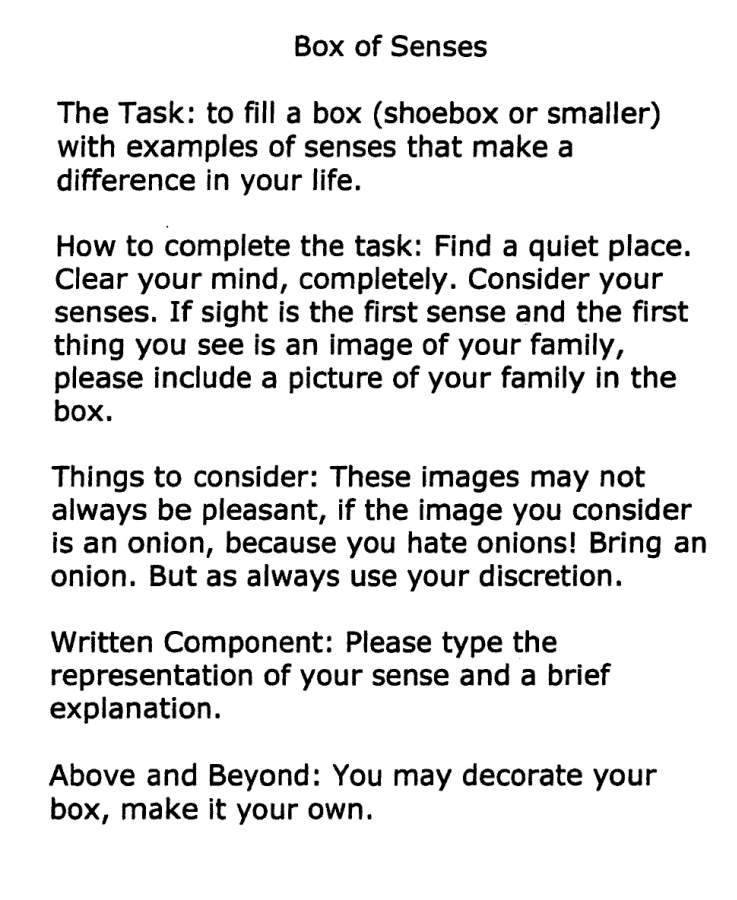 Box of Senses
The Task: to fill a box (shoebox or smaller)
with examples of senses that make a
difference in your life.
How to complete the task: Find a quiet place.
Clear your mind, completely. Consider your
senses. If sight is the first sense and the first
thing you see is an image of your family,
please include a picture of your family in the
box.
Things to consider: These images may not
always be pleasant, if the image you consider
is an onion, because you hate onions! Bring an
onion. But as always use your discretion.
Written Component: Please type the
representation of your sense and a brief
explanation.
Above and Beyond: You may decorate your
box, make it your own.